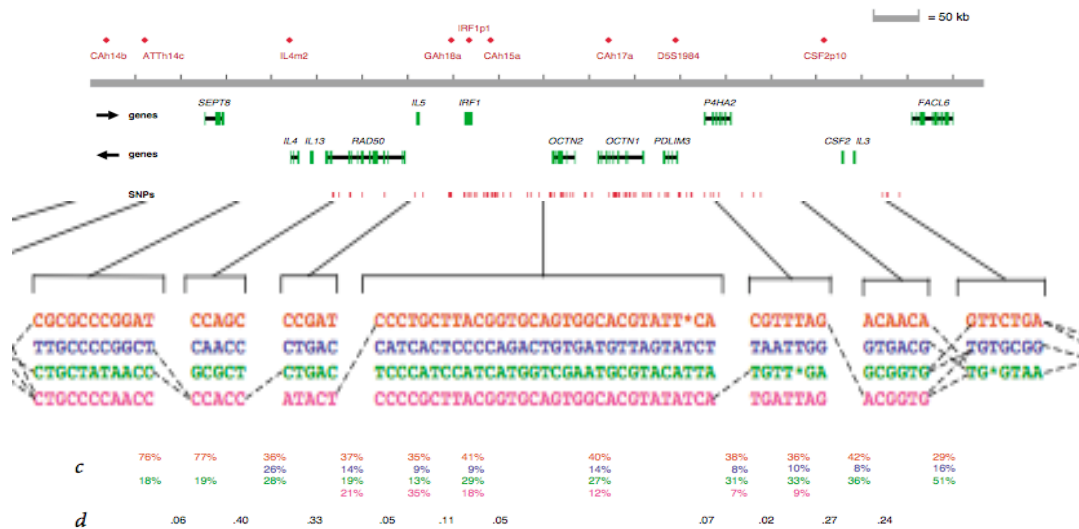 = 50 kb
IRF1p1
CAh14b ATTh14c IL4m2 GAh18a CAh15a CAh17a D5S1984 CSF2p10
SEPT8 IL5 IRF1 P4HA2 FACL6
genes
IL4 IL13 RAD50 OCTN2 OCTN1 PDLIM3 CSF2 IL3
genes
SNPs
CGCGCCCGGAT CCAGC CCGAT CCCTGCTTACGGTGCAGTGGCACGTATT*CA CGTTTAG ACAACA GTTCTGA
TTGCCCCGGCT CAACC CTGAC CATCACTCCCCAGACTGTGATGTTAGTATCT TAATTGG GTGACG TGTGCGG
CTGCTATAACC GCGCT CTGAC TCCCATCCATCATGGTCGAATGCGTACATTA TGTT*GA GCGGTG TG*GTAA
CTGCCCCAACC CCACC ATACT CCCCGCTTACGGTGCAGTGGCACGTATATCA TGATTAG ACGGTG
c 76% 77% 36% 37% 35% 41% 40% 38% 36% 42% 29%
26% 14% 9% 9% 14% 8% 10% 8% 16%
18% 19% 28% 19% 13% 29% 27% 31% 33% 36% 51%
21% 35% 18% 12% 7% 9%
d .06 .40 .33 .05 .11 .05 .07 .02 .27 .24